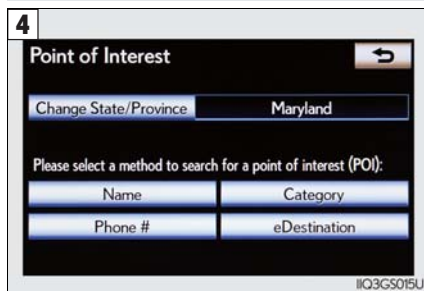 4
Point of Interest
Change State/Province Maryland
Please select a method to search for a point of interest (POI):
Name Category
Phone # eDestination
IIQ3GS015U